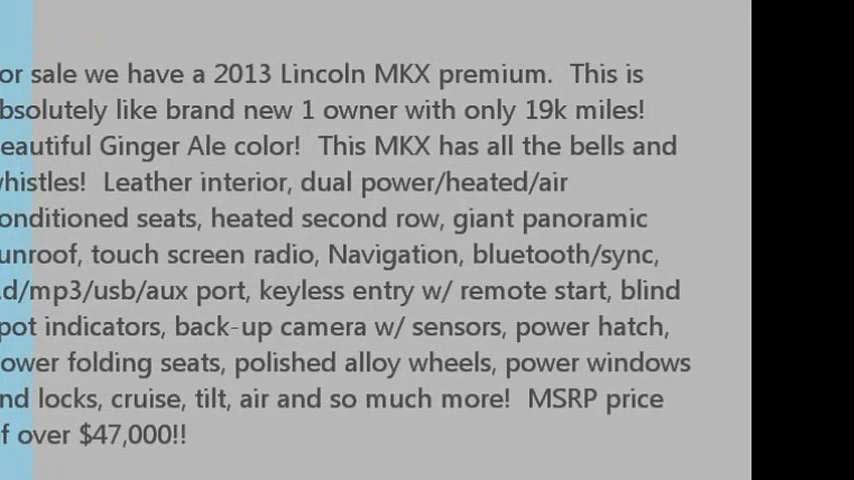 or sale we have a 2013 Lincoln MKX premium.  This is
bsolutely like brand new 1 owner with only 19k miles!
eautiful Ginger Ale color!  This MKX has all the bells and
histles!  Leather interior, dual power/heated/air
onditioned seats, heated second row, giant panoramic
unroof, touch screen radio, Navigation, bluetooth/sync,
d/mp3/usb/aux port, keyless entry w/ remote start, blind
pot indicators, back-up camera w/ sensors, power hatch,
ower folding seats, polished alloy wheels, power windows
nd locks, cruise, tilt, air and so much more!  MSRP price
f over $47,000!!